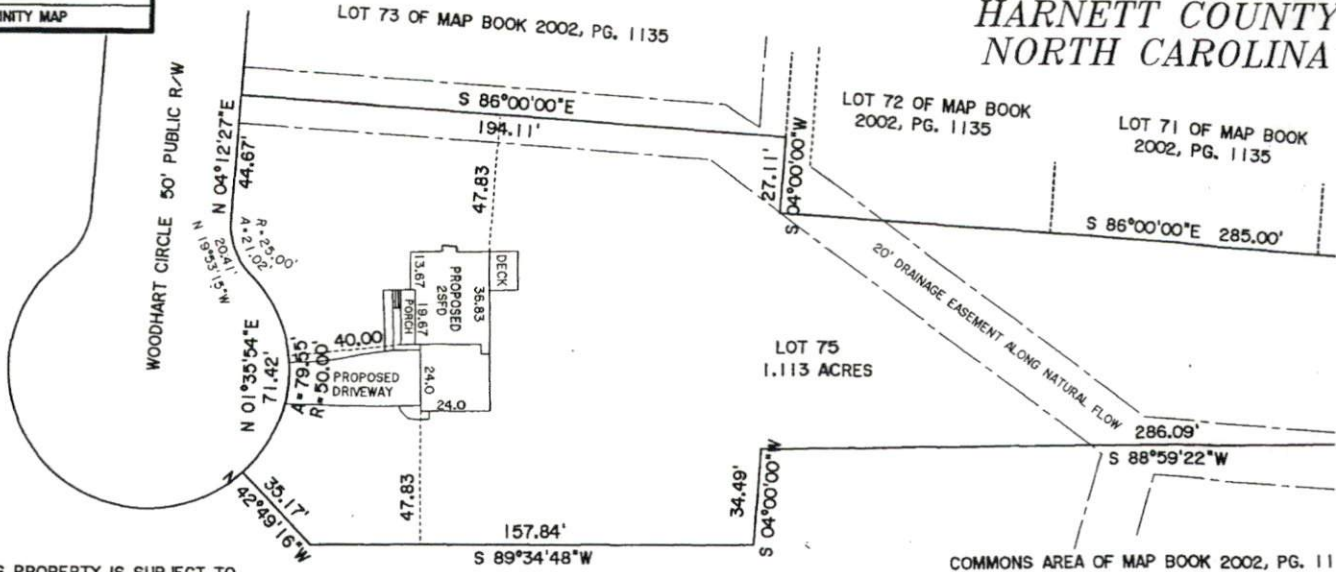 INITY MAP
LOT 73 OF MAP BOOK 2002, PG. 1135
HARNETT COUNTY
NORTH CAROLINA
WOODHART CIRCLE 50' PUBLIC R/W
N 04°12'27"E
44.67'
S 86°00'00"E
194.11'
LOT 72 OF MAP BOOK
2002, PG. 1135
LOT 71 OF MAP BOOK
2002, PG. 1135
27.11'
S 04°00'00"W
S 86°00'00"E 285.00'
R=25.00'
A=21.02'
20.41'
N 19°53'15"W
47.83
DECK
13.67
PROPOSED
2SFD
36.83
PORCH
19.67
20' DRAINAGE EASEMENT ALONG NATURAL FLOW
N 01°35'54"E
71.42'
A=79.55'
R=50.00'
40.00
PROPOSED
DRIVEWAY
24.0
24.0
LOT 75
1.113 ACRES
286.09'
S 88°59'22"W
35.17'
N 42°49'16"W
47.83
34.49'
S 04°00'00"W
157.84'
S 89°34'48"W
COMMONS AREA OF MAP BOOK 2002, PG. 11
S PROPERTY IS SUBJECT TO